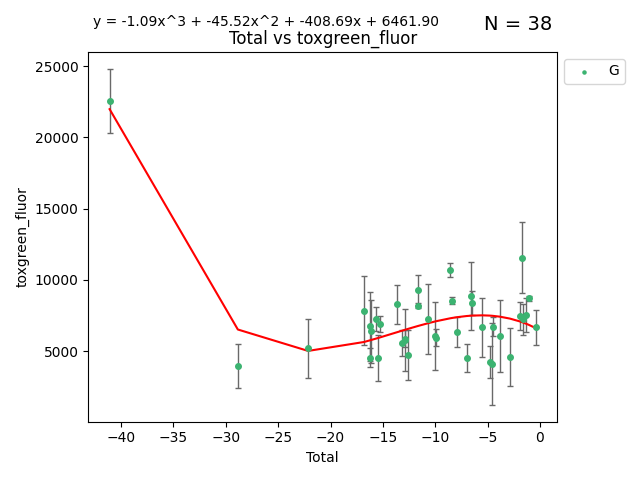 y = -1.09x^3 + -45.52x^2 + -408.69x + 6461.90
N = 38
Total vs toxgreen_fluor
G
25000
20000
15000
10000
5000
toxgreen_fluor
−40 −35 −30 −25 −20 −15 −10 −5 0
Total